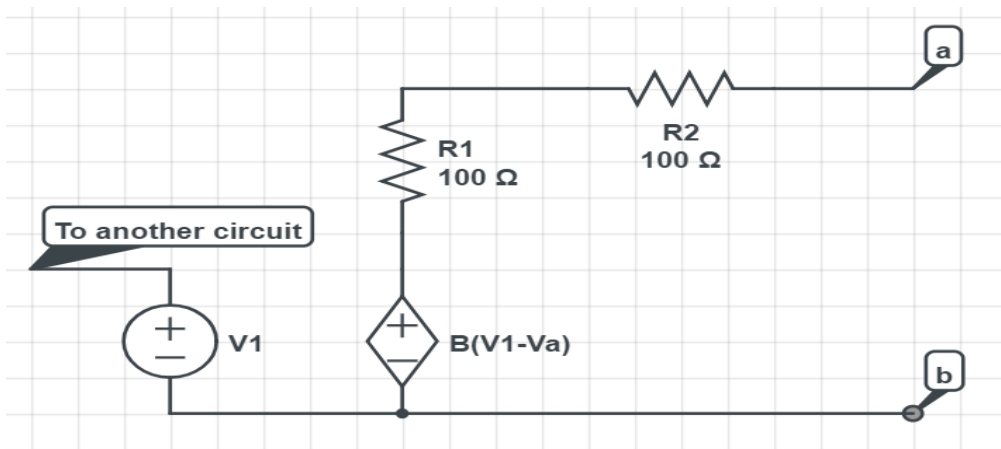 a
R1
100 Ω
R2
100 Ω
To another circuit
+
−
V1
+
−
B(V1-Va)
b